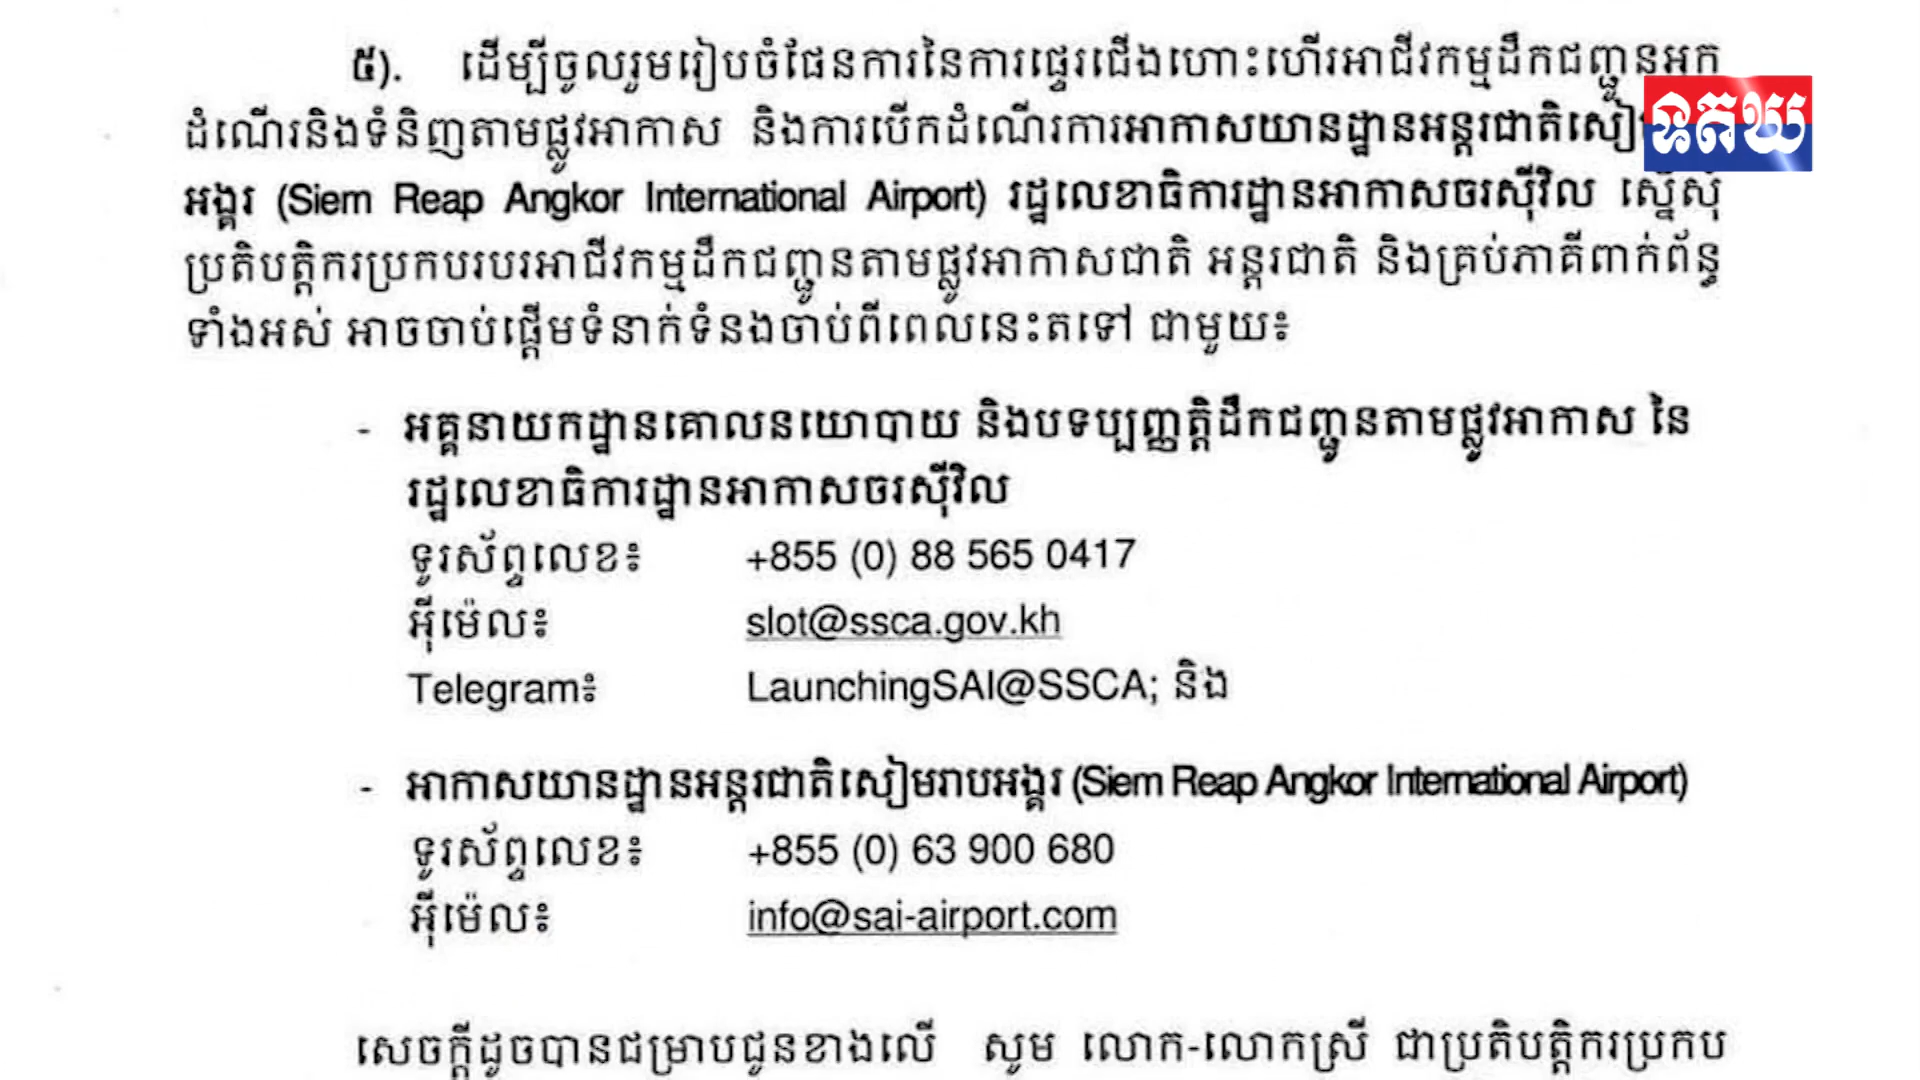 ៥). ដើម្បីចូលរួមរៀបចំផែនការនៃការផ្ទេរជើងហោះហើរអាជីវកម្មដឹកជញ្ជូនអ្នក
ដំណើរនិងទំនិញតាមផ្លូវអាកាស និងការបើកដំណើរការអាកាសយានដ្ឋានអន្តរជាតិ
ឧតយ
អង្គរ (Siem Reap Angkor International Airport) រដ្ឋលេខាធិការដ្ឋានអាកាសចរស៊ីវិល ស្នើសុំ
ប្រតិបត្តិករប្រកបរបរអាជីវកម្មដឹកជញ្ជូនតាមផ្លូវអាកាសជាតិ អន្តរជាតិ និងគ្រប់ភាគីពាក់ព័ន្ធ
ទាំងអស់ អាចចាប់ផ្តើមទំនាក់ទំនងចាប់ពីពេលនេះតទៅ ជាមួយ៖
- អគ្គនាយកដ្ឋានគោលនយោបាយ និងបទប្បញ្ញត្តិដឹកជញ្ជូនតាមផ្លូវអាកាស នៃ
រដ្ឋលេខាធិការដ្ឋានអាកាសចរស៊ីវិល
ទូរស័ព្ទលេខ៖ +855 (0) 88 565 0417
អ៊ីម៉េល៖ slot@ssca.gov.kh
Telegram៖ LaunchingSAI@SSCA; និង
- អាកាសយានដ្ឋានអន្តរជាតិសៀមរាបអង្គរ (Siem Reap Angkor International Airport)
ទូរស័ព្ទលេខ៖ +855 (0) 63 900 680
អ៊ីម៉េល៖ info@sai-airport.com
សេចក្តីដូចបានជម្រាបជូនខាងលើ សូម លោក-លោកស្រី ជាប្រតិបត្តិករប្រកប